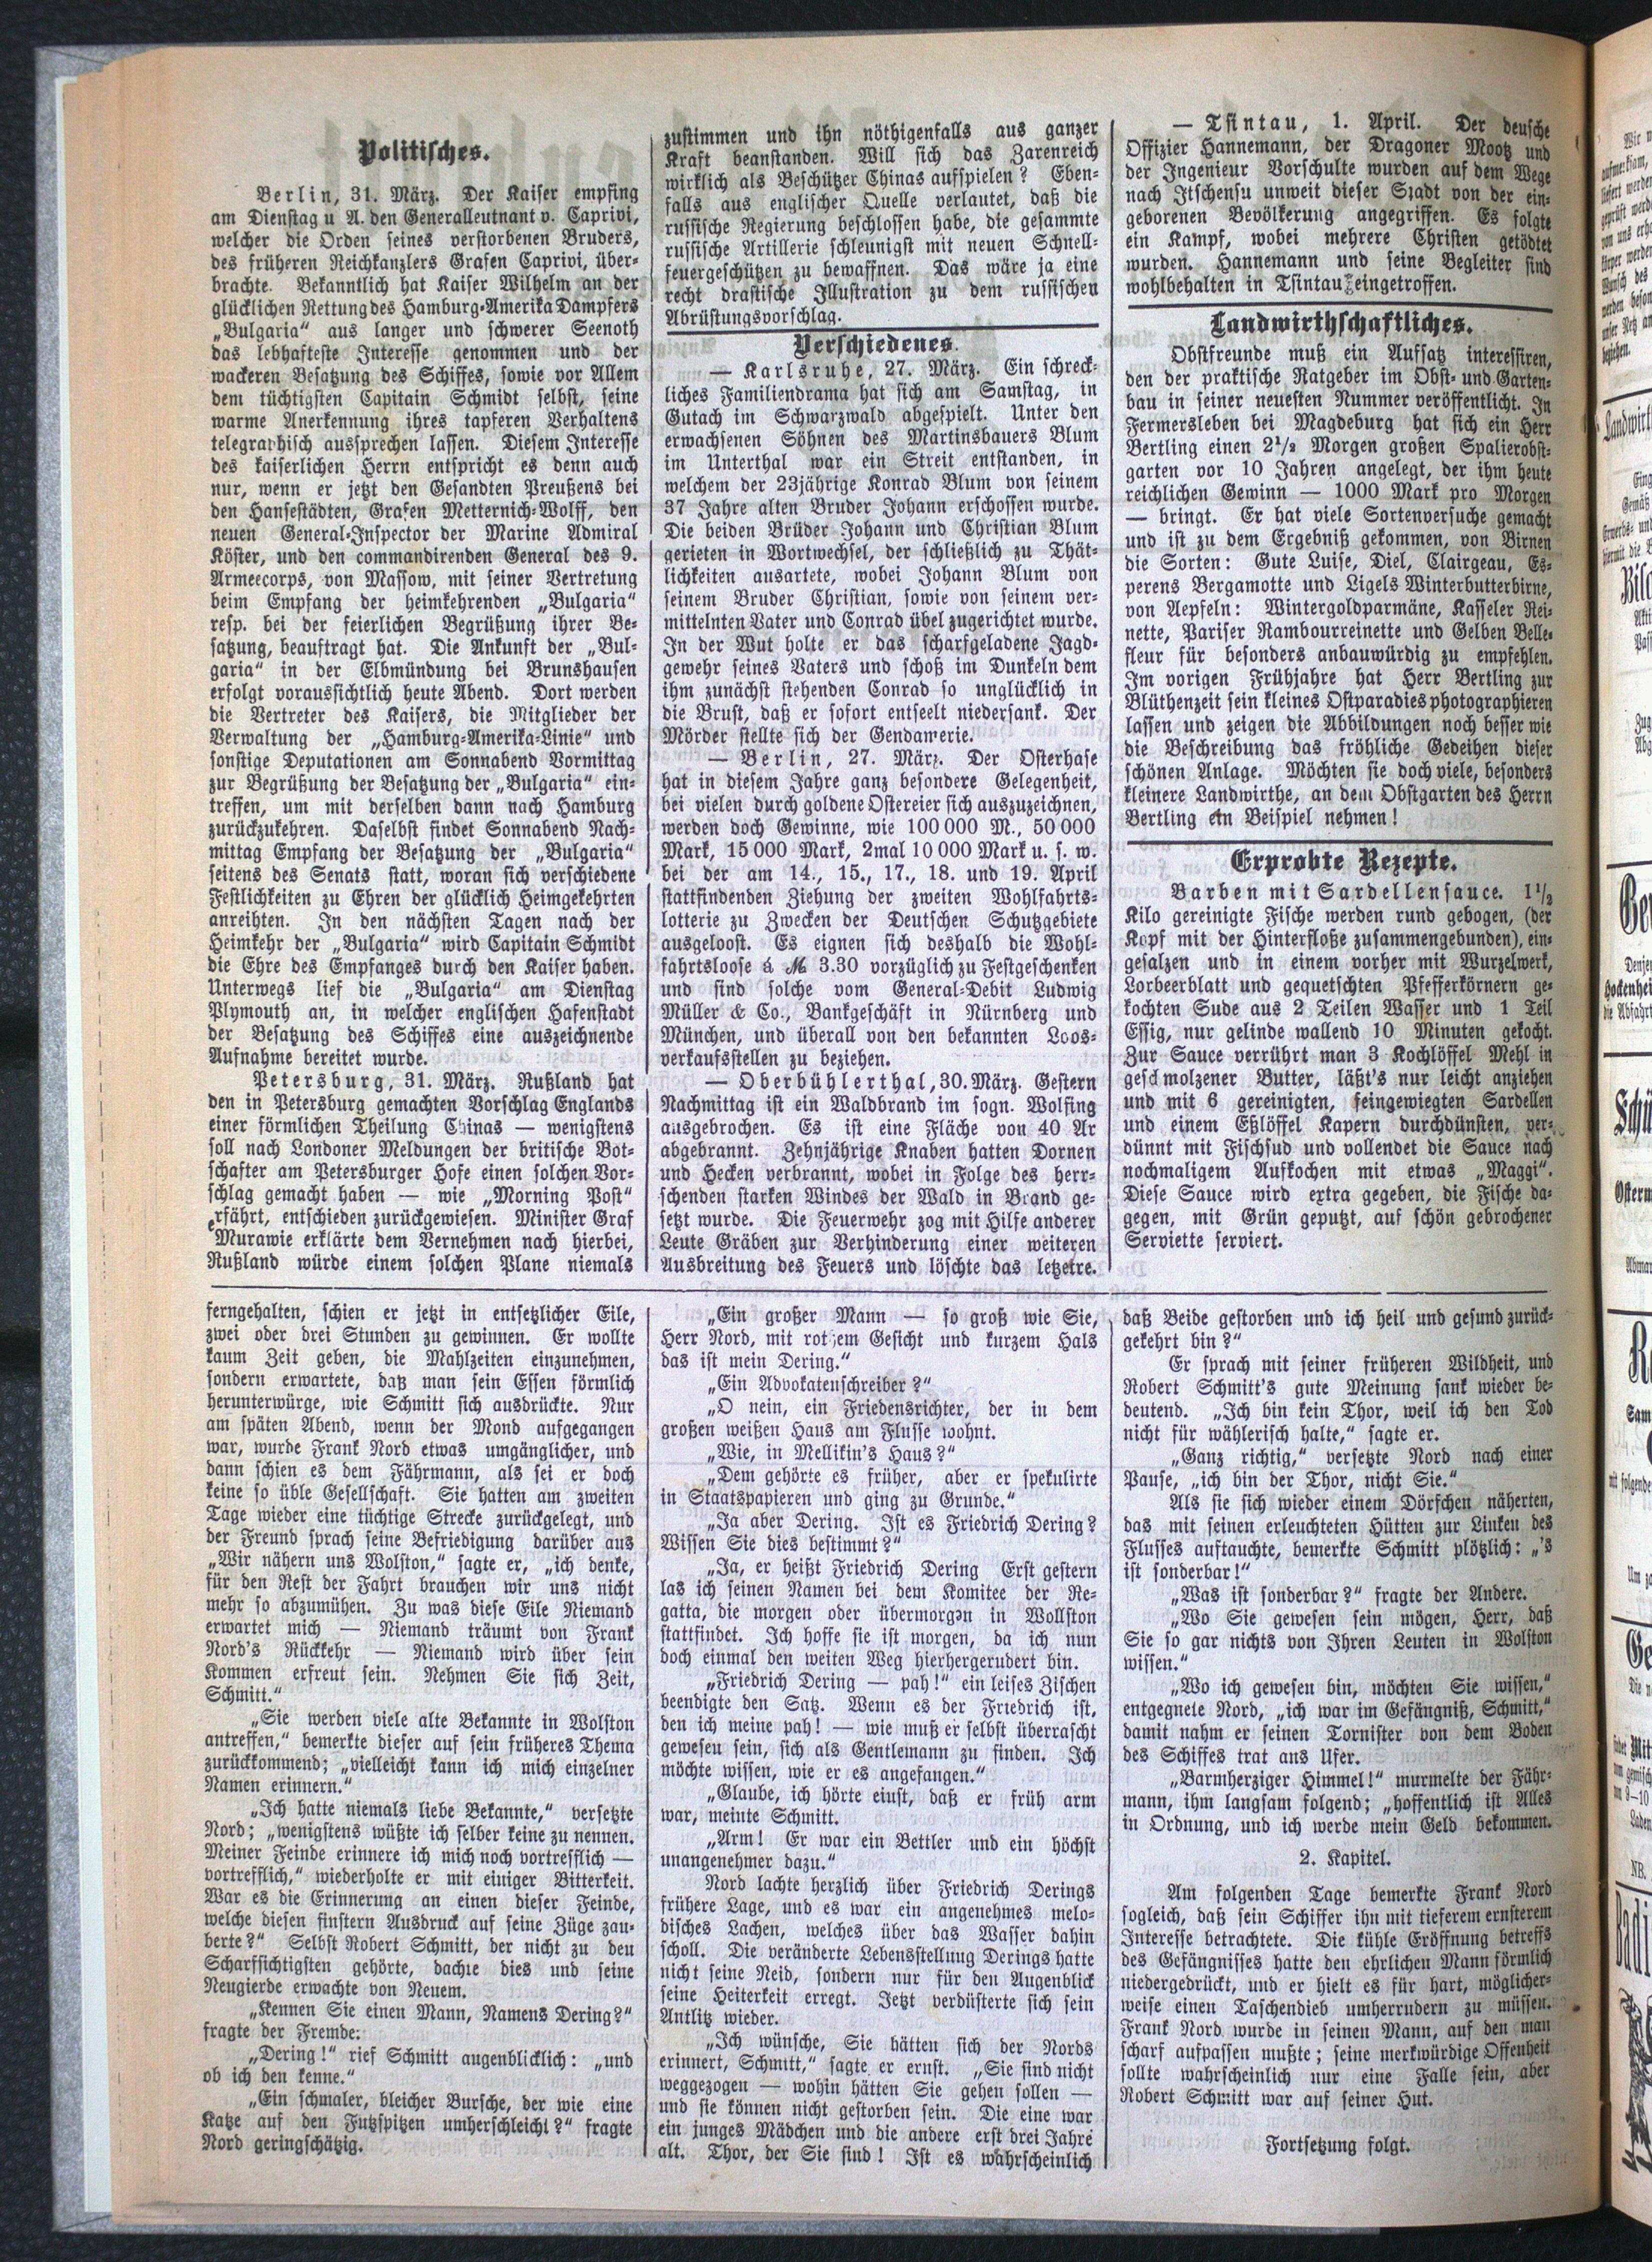 Politisches.
Berlin, 31. März. Der Kaiser empfing
am Dienstag u A. den Generalleutnant v. Caprivi,
welcher die Orden seines verstorbenen Bruders,
des früheren Reichkanzlers Grafen Caprivi, über-
brachte. Bekanntlich hat Kaiser Wilhelm an der
glücklichen Rettung des Hamburg-Amerika Dampfers
„Bulgaria“ aus langer und schwerer Seenoth
das lebhafteste Interesse genommen und der
wackeren Besatzung des Schiffes, sowie vor Allem
dem tüchtigsten Capitain Schmidt selbst, seine
warme Anerkennung ihres tapferen Verhaltens
telegraphisch aussprechen lassen. Diesem Interesse
des kaiserlichen Herrn entspricht es denn auch
nur, wenn er jetzt den Gesandten Preußens bei
den Hansestädten, Grafen Metternich-Wolff, den
neuen General-Inspector der Marine Admiral
Köster, und den commandirenden General des 9.
Armeecorps, von Massow, mit seiner Vertretung
beim Empfang der heimkehrenden „Bulgaria“
resp. bei der feierlichen Begrüßung ihrer Be-
satzung, beauftragt hat. Die Ankunft der „Bul-
garia“ in der Elbmündung bei Brunshausen
erfolgt voraussichtlich heute Abend. Dort werden
die Vertreter des Kaisers, die Mitglieder der
Verwaltung der „Hamburg-Amerika-Linie“ und
sonstige Deputationen am Sonnabend Vormittag
zur Begrüßung der Besatzung der „Bulgaria“ ein-
treffen, um mit derselben dann nach Hamburg
zurückzukehren. Daselbst findet Sonnabend Nach-
mittag Empfang der Besatzung der „Bulgaria“
seitens des Senats statt, woran sich verschiedene
Festlichkeiten zu Ehren der glücklich Heimgekehrten
anreihten. In den nächsten Tagen nach der
Heimkehr der „Bulgaria“ wird Capitain Schmidt
die Ehre des Empfanges durch den Kaiser haben.
Unterwegs lief die „Bulgaria“ am Dienstag
Plymouth an, in welcher englischen Hafenstadt
der Besatzung des Schiffes eine auszeichnende
Aufnahme bereitet wurde.
Petersburg, 31. März. Rußland hat
den in Petersburg gemachten Vorschlag Englands
einer förmlichen Theilung Chinas — wenigstens
soll nach Londoner Meldungen der britische Bot-
schafter am Petersburger Hofe einen solchen Vor-
schlag gemacht haben — wie „Morning Post“
erfährt, entschieden zurückgewiesen. Minister Graf
Murawie erklärte dem Vernehmen nach hierbei,
Rußland würde einem solchen Plane niemals
zustimmen und ihn nöthigenfalls aus ganzer
Kraft beanstanden. Will sich das Zarenreich
wirklich als Beschützer Chinas aufspielen? Eben-
falls aus englischer Quelle verlautet, daß die
russische Regierung beschlossen habe, die gesammte
russische Artillerie schleunigst mit neuen Schnell-
feuergeschützen zu bewaffnen. Das wäre ja eine
recht drastische Illustration zu dem russischen
Abrüstungsvorschlag.
Verschiedenes.
— Karlsruhe, 27. März. Ein schreck-
liches Familiendrama hat sich am Samstag, in
Gutach im Schwarzwald abgespielt. Unter den
erwachsenen Söhnen des Martinsbauers Blum
im Unterthal war ein Streit entstanden, in
welchem der 23jährige Konrad Blum von seinem
37 Jahre alten Bruder Johann erschossen wurde.
Die beiden Brüder Johann und Christian Blum
gerieten in Wortwechsel, der schließlich zu Thät-
lichkeiten ausartete, wobei Johann Blum von
seinem Bruder Christian, sowie von seinem ver-
mittelnten Vater und Conrad übel zugerichtet wurde.
In der Wut holte er das scharfgeladene Jagd-
gewehr seines Vaters und schoß im Dunkeln dem
ihm zunächst stehenden Conrad so unglücklich in
die Brust, daß er sofort entseelt niedersank. Der
Mörder stellte sich der Gendamerie.
— Berlin, 27. März. Der Osterhase
hat in diesem Jahre ganz besondere Gelegenheit,
bei vielen durch goldene Ostereier sich auszuzeichnen,
werden doch Gewinne, wie 100 000 M., 50 000
Mark, 15 000 Mark, 2mal 10 000 Mark u. s. w.
bei der am 14., 15., 17., 18. und 19. April
stattfindenden Ziehung der zweiten Wohlfahrts-
lotterie zu Zwecken der Deutschen Schutzgebiete
ausgeloost. Es eignen sich deshalb die Wohl-
fahrtsloose á M 3.30 vorzüglich zu Festgeschenken
und sind solche vom General-Debit Ludwig
Müller & Co., Bankgeschäft in Nürnberg und
München, und überall von den bekannten Loos-
verkaufsstellen zu beziehen.
— Oberbühlerthal, 30. März. Gestern
Nachmittag ist ein Waldbrand im sogn. Wolfing
ausgebrochen. Es ist eine Fläche von 40 Ar
abgebrannt. Zehnjährige Knaben hatten Dornen
und Hecken verbrannt, wobei in Folge des herr-
schenden starken Windes der Wald in Brand ge-
setzt wurde. Die Feuerwehr zog mit Hilfe anderer
Leute Gräben zur Verhinderung einer weiteren
Ausbreitung des Feuers und löschte das letzetre.
— Tsintau, 1. April. Der deusche
Offizier Hannemann, der Dragoner Mootz und
der Ingenieur Vorschulte wurden auf dem Wege
nach Itschensu unweit dieser Stadt von der ein-
geborenen Bevölkerung angegriffen. Es folgte
ein Kampf, wobei mehrere Christen getödtet
wurden. Hannemann und seine Begleiter sind
wohlbehalten in Tsintau eingetroffen.
Landwirthschaftliches.
Obstfreunde muß ein Aufsatz interessiren,
den der praktische Ratgeber im Obst- und Garten-
bau in seiner neuesten Nummer veröffentlicht. In
Fermersleben bei Magdeburg hat sich ein Herr
Bertling einen 2½ Morgen großen Spalierobst-
garten vor 10 Jahren angelegt, der ihm heute
reichlichen Gewinn — 1000 Mark pro Morgen
— bringt. Er hat viele Sortenversuche gemacht
und ist zu dem Ergebniß gekommen, von Birnen
die Sorten: Gute Luise, Diel, Clairgeau, Es-
perens Bergamotte und Ligels Winterbutterbirne,
von Aepfeln: Wintergoldparmäne, Kasseler Rei-
nette, Pariser Rambourreinette und Gelben Belle-
fleur für besonders anbauwürdig zu empfehlen.
Im vorigen Frühjahre hat Herr Bertling zur
Blüthenzeit sein kleines Ostparadies photographieren
lassen und zeigen die Abbildungen noch besser wie
die Beschreibung das fröhliche Gedeihen dieser
schönen Anlage. Möchten sie doch viele, besonders
kleinere Landwirthe, an dem Obstgarten des Herrn
Bertling ein Beispiel nehmen!
Erprobte Rezepte.
Barben mit Sardellensauce. 1½
Kilo gereinigte Fische werden rund gebogen, (der
Kopf mit der Hinterfloße zusammengebunden), ein-
gesalzen und in einem vorher mit Wurzelwerk,
Lorbeerblatt und gequetschten Pfefferkörnern ge-
kochten Sude aus 2 Teilen Wasser und 1 Teil
Essig, nur gelinde wallend 10 Minuten gekocht.
Zur Sauce verrührt man 3 Kochlöffel Mehl in
geschmolzener Butter, läßt's nur leicht anziehen
und mit 6 gereinigten, feingewiegten Sardellen
und einem Eßlöffel Kapern durchdünsten, ver-
dünnt mit Fischsud und vollendet die Sauce nach
nochmaligem Aufkochen mit etwas „Maggi“.
Diese Sauce wird extra gegeben, die Fische da-
gegen, mit Grün geputzt, auf schön gebrochener
Serviette serviert.
ferngehalten, schien er jetzt in entsetzlicher Eile,
zwei oder drei Stunden zu gewinnen. Er wollte
kaum Zeit geben, die Mahlzeiten einzunehmen,
sondern erwartete, daß man sein Essen förmlich
herunterwürge, wie Schmitt sich ausdrückte. Nur
am späten Abend, wenn der Mond aufgegangen
war, wurde Frank Nord etwas umgänglicher, und
dann schien es dem Fährmann, als sei er doch
keine so üble Gesellschaft. Sie hatten am zweiten
Tage wieder eine tüchtige Strecke zurückgelegt, und
der Freund sprach seine Befriedigung darüber aus
„Wir nähern uns Wolston,“ sagte er, „ich denke,
für den Rest der Fahrt brauchen wir uns nicht
mehr so abzumühen. Zu was diese Eile Niemand
erwartet mich — Niemand träumt von Frank
Nord's Rückkehr — Niemand wird über sein
Kommen erfreut sein. Nehmen Sie sich Zeit,
Schmitt.“
„Sie werden viele alte Bekannte in Wolston
antreffen,“ bemerkte dieser auf sein früheres Thema
zurückkommend; „vielleicht kann ich mich einzelner
Namen erinnern.“
„Ich hatte niemals liebe Bekannte,“ versetzte
Nord; „wenigstens wüßte ich selber keine zu nennen.
Meiner Feinde erinnere ich mich noch vortrefflich —
vortrefflich,“ wiederholte er mit einiger Bitterkeit.
War es die Erinnerung an einen dieser Feinde,
welche diesen finstern Ausdruck auf seine Züge zau-
berte?“ Selbst Robert Schmitt, der nicht zu den
Scharfsichtigsten gehörte, dachte dies und seine
Neugierde erwachte von Neuem.
„Kennen Sie einen Mann, Namens Dering?“
fragte der Fremde.
„Dering!“ rief Schmitt augenblicklich: „und
ob ich den kenne.“
„Ein schmaler, bleicher Bursche, der wie eine
Katze auf den Futzspitzen umherschleicht?“ fragte
Nord geringschätzig.
„Ein großer Mann — so groß wie Sie,
Herr Nord, mit rothem Gesicht und kurzem Hals
das ist mein Dering.“
„Ein Advokatenschreiber?“
„O nein, ein Friedensrichter, der in dem
großen weißen Haus am Flusse wohnt.
„Wie, in Mellikin's Haus?“
„Dem gehörte es früher, aber er spekulirte
in Staatspapieren und ging zu Grunde.“
„Ja aber Dering. Ist es Friedrich Dering?
Wissen Sie dies bestimmt?“
„Ja, er heißt Friedrich Dering Erst gestern
las ich seinen Namen bei dem Komitee der Re-
gatta, die morgen oder übermorgen in Wollston
stattfindet. Ich hoffe sie ist morgen, da ich nun
doch einmal den weiten Weg hierhergerudert bin.
„Friedrich Dering — pah!“ ein leises Zischen
beendigte den Satz. Wenn es der Friedrich ist,
den ich meine pah! — wie muß er selbst überrascht
gewesen sein, sich als Gentlemann zu finden. Ich
möchte wissen, wie er es angefangen.“
„Glaube, ich hörte einst, daß er früh arm
war, meinte Schmitt.
„Arm! Er war ein Bettler und ein höchst
unangenehmer dazu.“
Nord lachte herzlich über Friedrich Derings
frühere Lage, und es war ein angenehmes melo-
disches Lachen, welches über das Wasser dahin
scholl. Die veränderte Lebensstellung Derings hatte
nicht seine Neid, sondern nur für den Augenblick
seine Heiterkeit erregt. Jetzt verdüsterte sich sein
Antlitz wieder.
„Ich wünsche, Sie hätten sich der Nords
erinnert, Schmitt,“ sagte er ernst. „Sie sind nicht
weggezogen — wohin hätten Sie gehen sollen —
und sie können nicht gestorben sein. Die eine war
ein junges Mädchen und die andere erst drei Jahre
alt. Thor, der Sie sind! Ist es wahrscheinlich
daß Beide gestorben und ich heil und gesund zurück-
gekehrt bin?“
Er sprach mit seiner früheren Wildheit, und
Robert Schmitt's gute Meinung sank wieder be-
deutend. „Ich bin kein Thor, weil ich den Tod
nicht für wählerisch halte,“ sagte er.
„Ganz richtig,“ versetzte Nord nach einer
Pause, „ich bin der Thor, nicht Sie.“
Als sie sich wieder einem Dörfchen näherten,
das mit seinen erleuchteten Hütten zur Linken des
Flusses auftauchte, bemerkte Schmitt plötzlich: „'s
ist sonderbar!“
„Was ist sonderbar?“ fragte der Andere.
„Wo Sie gewesen sein mögen, Herr, daß
Sie so gar nichts von Ihren Leuten in Wolston
wissen.“
„Wo ich gewesen bin, möchten Sie wissen,“
entgegnete Nord, „ich war im Gefängniß, Schmitt,“
damit nahm er seinen Tornister von dem Boden
des Schiffes trat ans Ufer.
„Barmherziger Himmel!“ murmelte der Fähr-
mann, ihm langsam folgend; „hoffentlich ist Alles
in Ordnung, und ich werde mein Geld bekommen.
2. Kapitel.
Am folgenden Tage bemerkte Frank Nord
sogleich, daß sein Schiffer ihn mit tieferem ernsterem
Interesse betrachtete. Die kühle Eröffnung betreffs
des Gefängnisses hatte den ehrlichen Mann förmlich
niedergedrückt, und er hielt es für hart, möglicher-
weise einen Taschendieb umherrudern zu müssen.
Frank Nord wurde in seinen Mann, auf den man
scharf aufpassen mußte; seine merkwürdige Offenheit
sollte wahrscheinlich nur eine Falle sein, aber
Robert Schmitt war auf seiner Hut.
Fortsetzung folgt.